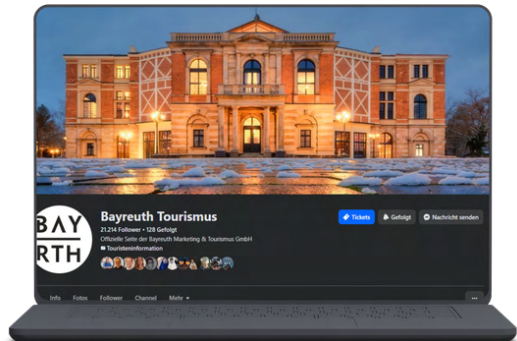 BAY
RTH
Bayreuth Tourismus
21.214 Follower • 128 Gefolgt
Offizielle Seite der Bayreuth Marketing & Tourismus GmbH
Touristeninformation
Tickets
Gefolgt
Nachricht senden
Info Fotos Follower Channel Mehr